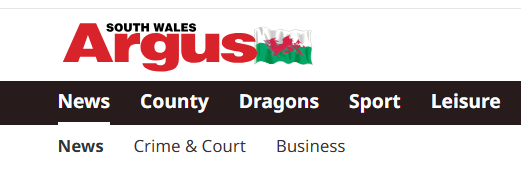 SOUTH WALES
Argus
News County Dragons Sport Leisure
News Crime & Court Business